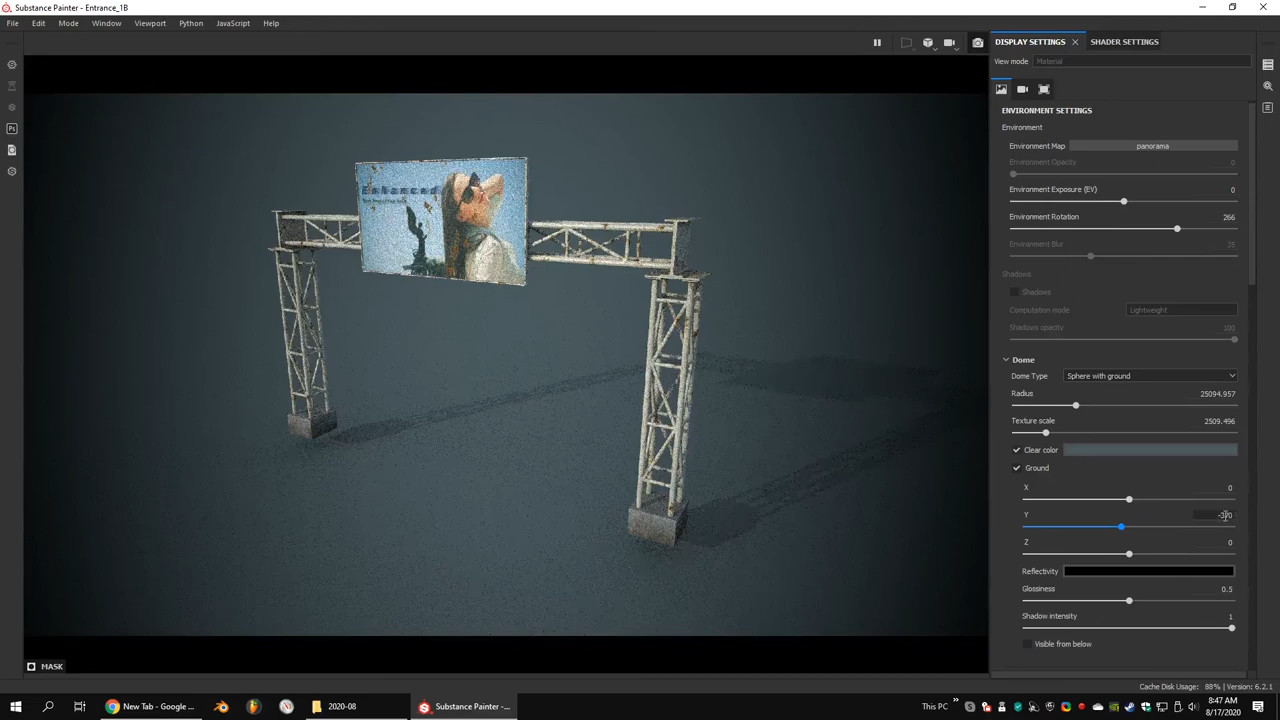 Substance Painter - Entrance_1B
File Edit Mode Window Viewport Python JavaScript Help
DISPLAY SETTINGS SHADER SETTINGS
View mode Material
Ps
ENVIRONMENT SETTINGS
Environment
Environment Map panorama
Environment Opacity 0
Environment Exposure (EV) 0
Environment Rotation 266
Environment Blur 35
Shadows
Shadows
Computation mode Lightweight
Shadows opacity 100
Dome
Dome Type Sphere with ground
Radius 25094.957
Texture scale 2509.496
Clear color
Ground
X 0
Y
Z 0
Reflectivity
Glossiness 0.5
Shadow intensity 1
Visible from below
Enhanced
MASK
Cache Disk Usage: 88% | Version: 6.2.1
New Tab - Google ...
2020-08
Substance Painter -...
This PC
8:47 AM
8/17/2020